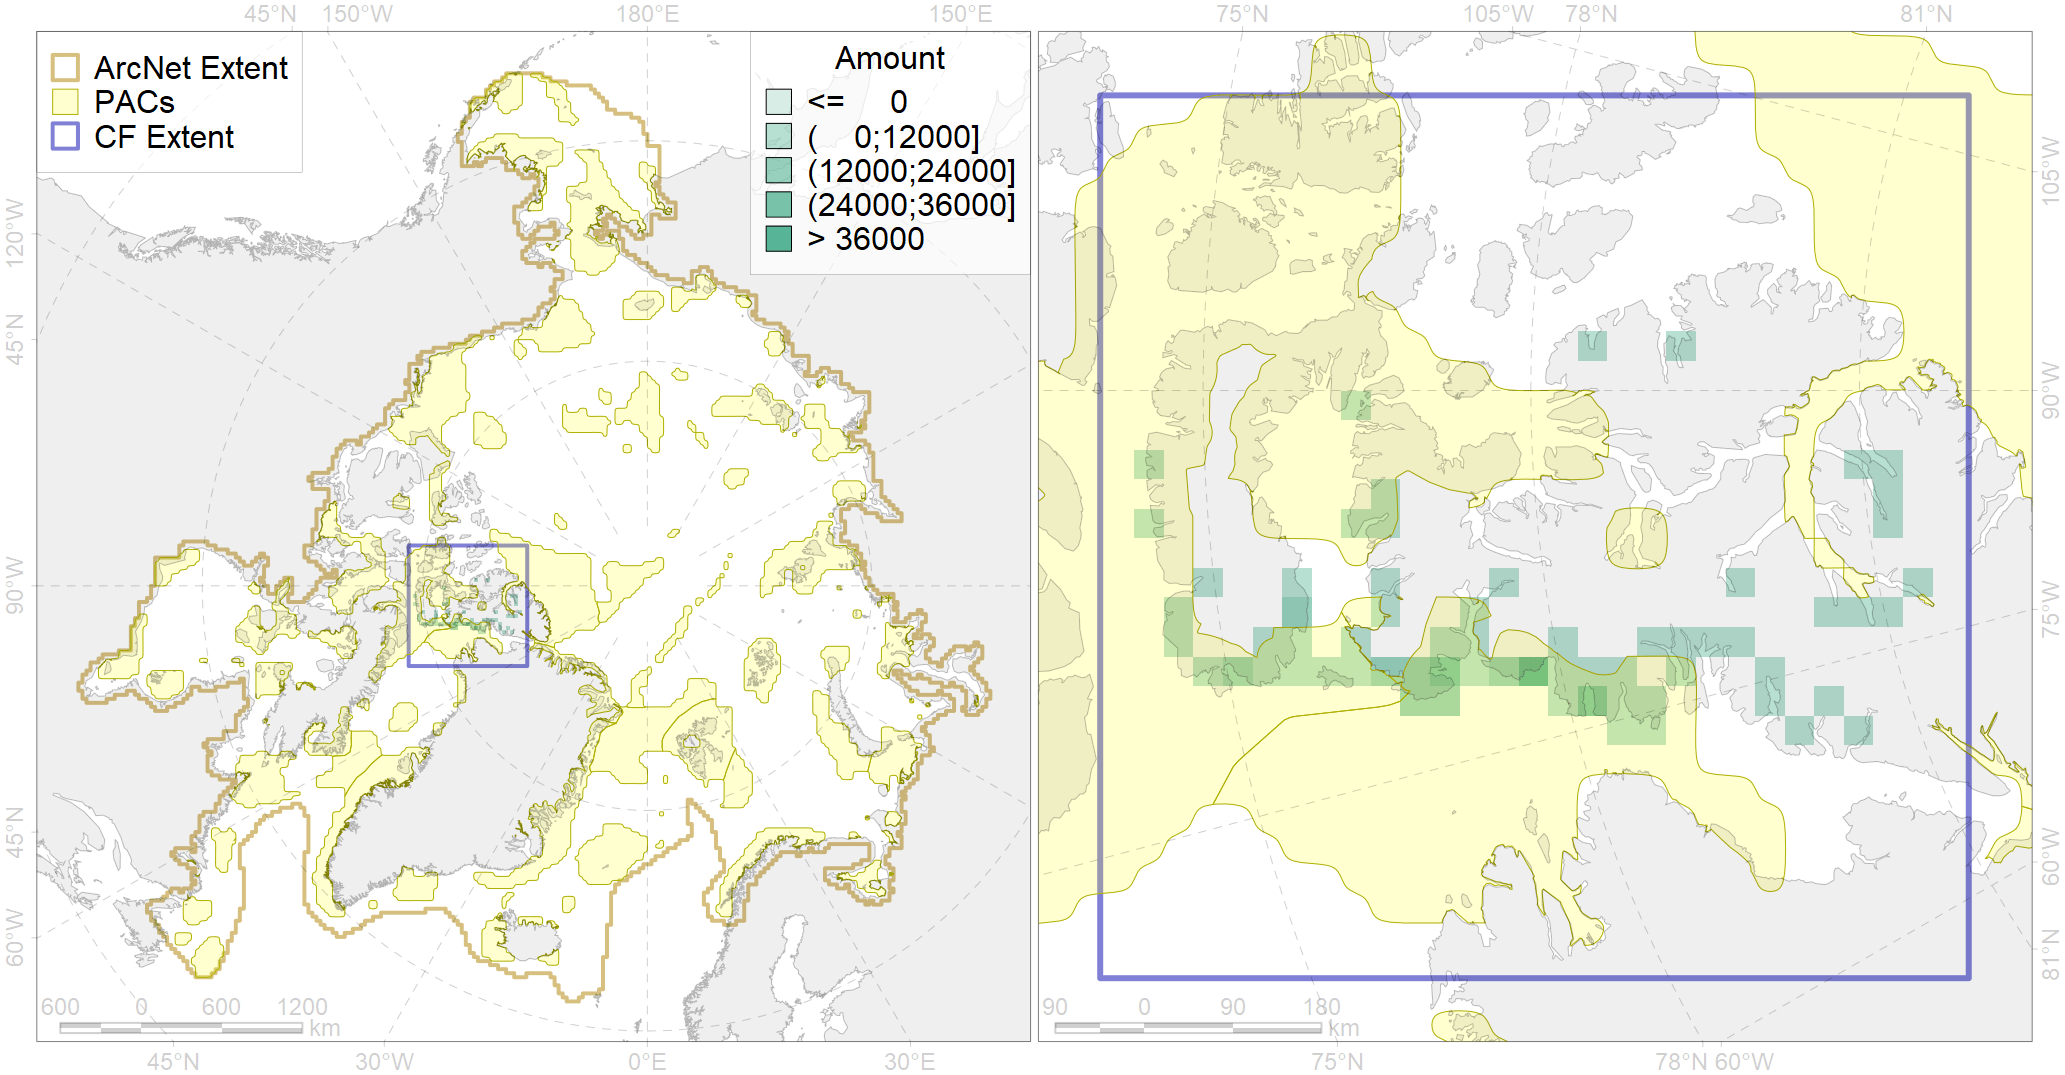 45°N 150°W 180°E 150°E 75°N 105°W 78°N 81°N
ArcNet Extent
PACs
CF Extent
Amount
<= 0
( 0;12000]
(12000;24000]
(24000;36000]
> 36000
120°W
45°N
90°W
45°N
60°W
105°W
90°W
75°W
60°W
81°N
600 0 600 1200
km
90 0 90 180
km
45°N 30°W 0°E 30°E 75°N 78°N 60°W